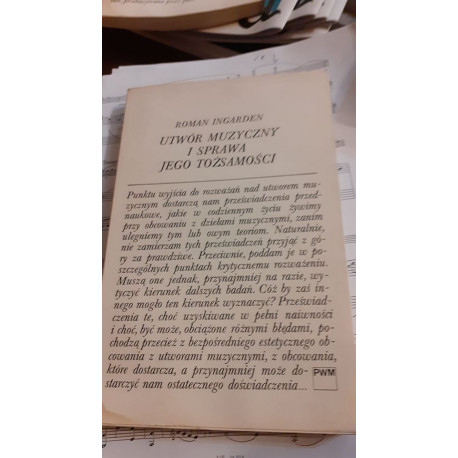 ROMAN INGARDEN
UTWÓR MUZYCZNY
I SPRAWA
JEGO TOŻSAMOŚCI
Punktu wyjścia do rozważań nad utworem mu-
zycznym dostarczą nam przeświadczenia przed-
naukowe, jakie w codziennym życiu żywimy
przy obcowaniu z dziełami muzycznymi, zanim
ulegniemy tym lub owym teoriom. Naturalnie,
nie zamierzam tych przeświadczeń przyjąć z gó-
ry za prawdziwe. Przeciwnie, poddam je w po-
szczególnych punktach krytycznemu rozważeniu.
Muszą one jednak, przynajmniej na razie, wy-
tyczyć kierunek dalszych badań. Cóż by zaś in-
nego mogło ten kierunek wyznaczyć? Przeświad-
czenia te, choć uzyskiwane w pełni naiwności
i choć, być może, obciążone różnymi błędami, po-
chodzą przecież z bezpośredniego estetycznego ob-
cowania z utworami muzycznymi, z obcowania,
które dostarcza, a przynajmniej może do-
starczyć nam ostatecznego doświadczenia...
PWM